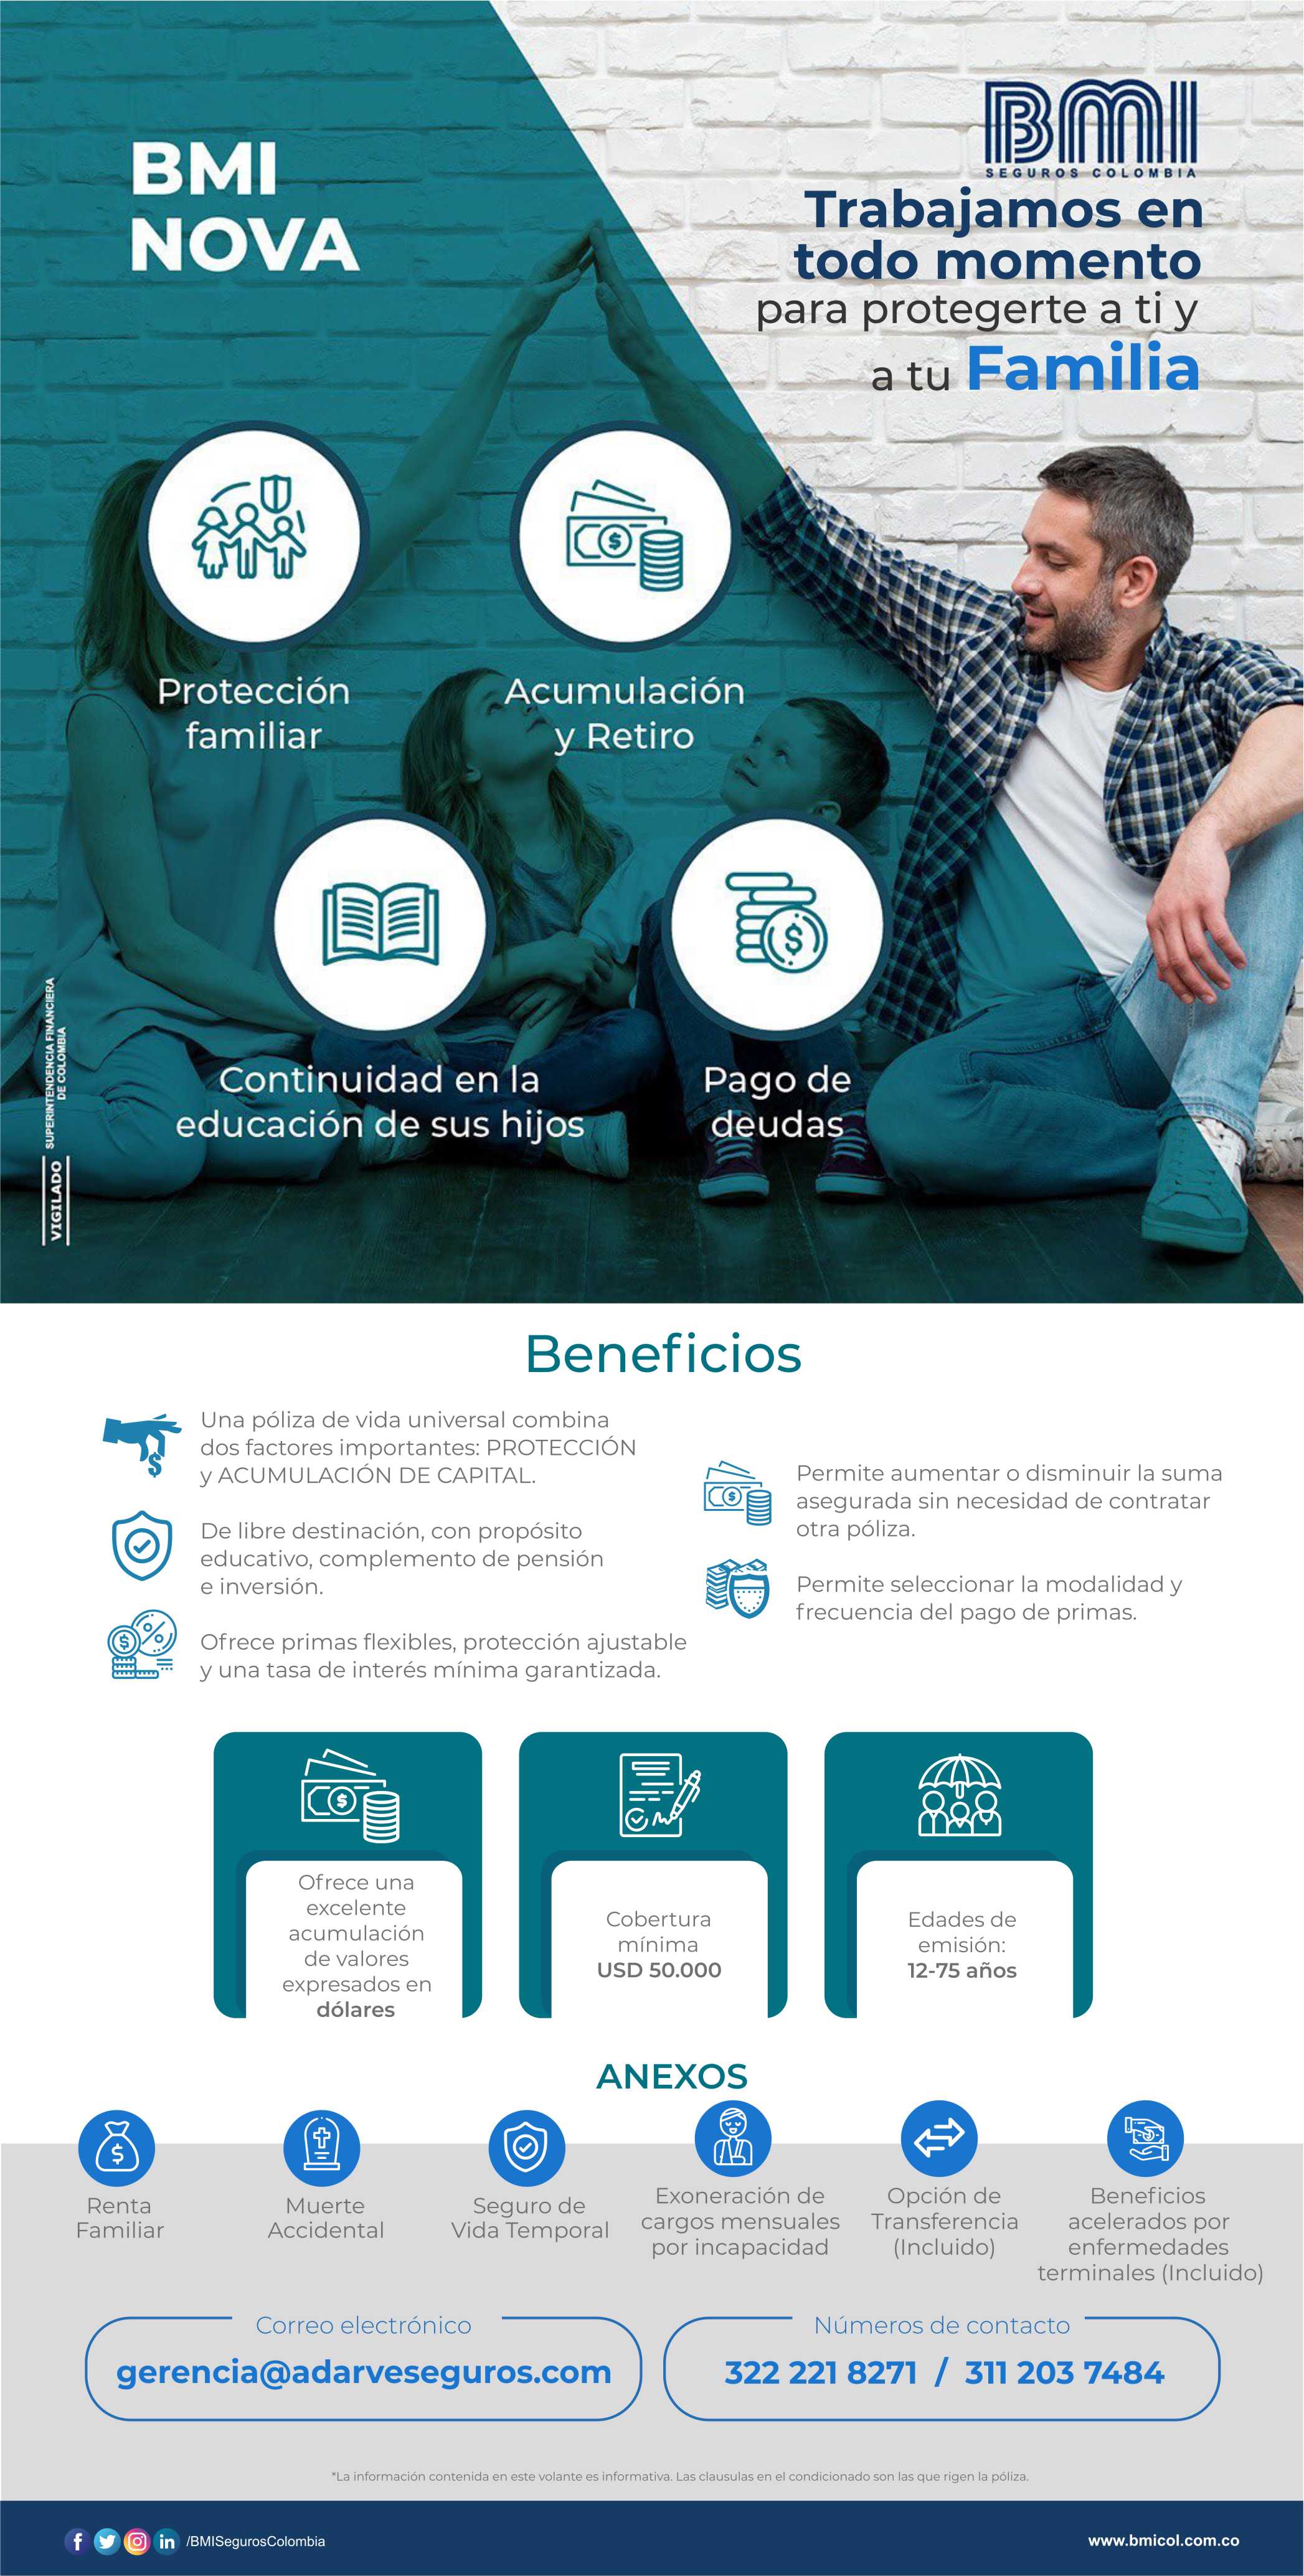 BMI
NOVA
BMI
SEGUROS COLOMBIA
Trabajamos en
todo momento
para protegerte a ti y
a tu Familia
Protección
familiar
Acumulación
y Retiro
Continuidad en la
educación de sus hijos
Pago de
deudas
VIGILADO
SUPERINTENDENCIA FINANCIERA
DE COLOMBIA
Beneficios
Una póliza de vida universal combina
dos factores importantes: PROTECCIÓN
y ACUMULACIÓN DE CAPITAL.
De libre destinación, con propósito
educativo, complemento de pensión
e inversión.
Ofrece primas flexibles, protección ajustable
y una tasa de interés mínima garantizada.
Permite aumentar o disminuir la suma
asegurada sin necesidad de contratar
otra póliza.
Permite seleccionar la modalidad y
frecuencia del pago de primas.
Ofrece una
excelente
acumulación
de valores
expresados en
dólares
Cobertura
mínima
USD 50.000
Edades de
emisión:
12-75 años
ANEXOS
Renta
Familiar
Muerte
Accidental
Seguro de
Vida Temporal
Exoneración de
cargos mensuales
por incapacidad
Opción de
Transferencia
(Incluido)
Beneficios
acelerados por
enfermedades
terminales (Incluido)
Correo electrónico
gerencia@adarveseguros.com
Números de contacto
322 221 8271 / 311 203 7484
*La información contenida en este volante es informativa. Las clausulas en el condicionado son las que rigen la póliza.
/BMISegurosColombia
www.bmicol.com.co